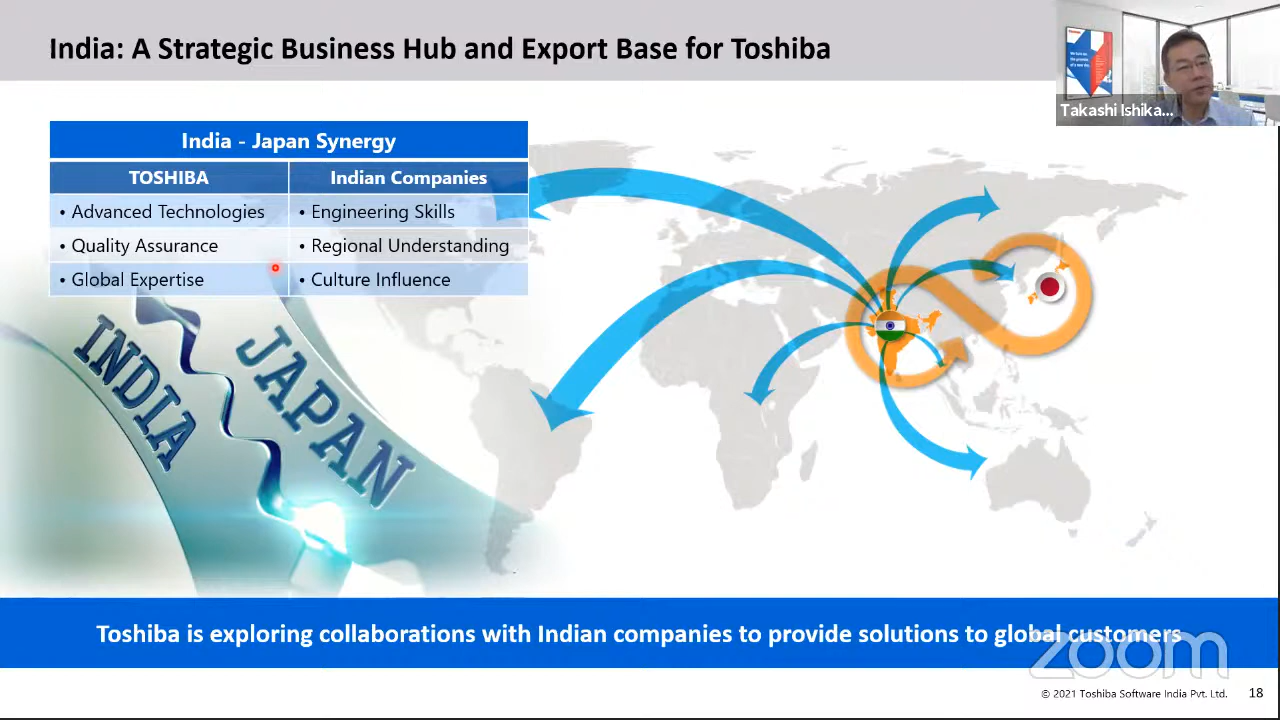 India: A Strategic Business Hub and Export Base for Toshiba
Takashi Ishika...
India - Japan Synergy
TOSHIBA
Indian Companies
• Advanced Technologies
• Engineering Skills
• Quality Assurance
• Regional Understanding
• Global Expertise
• Culture Influence
INDIA
JAPAN
Toshiba is exploring collaborations with Indian companies to provide solutions to global customers
zoom
© 2021 Toshiba Software India Pvt. Ltd.
18